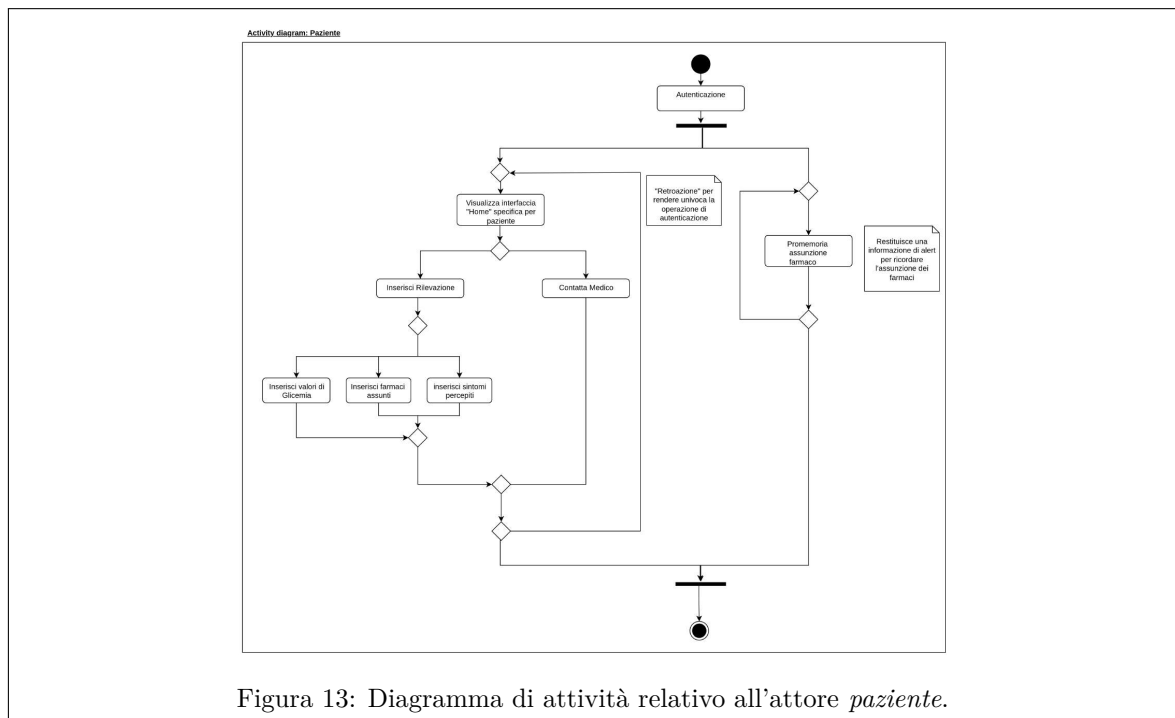 Activity diagram: Paziente
Autenticazione
Visualizza interfaccia
"Home" specifica per
paziente
"Retroazione" per
rendere univoca la
operazione di
autenticazione
Promemoria
assunzione
farmaco
Restituisce una
informazione di alert
per ricordare
l'assunzione dei
farmaci
Inserisci Rilevazione
Contatta Medico
Inserisci valori di
Glicemia
Inserisci farmaci
assunti
inserisci sintomi
percepiti
Figura 13: Diagramma di attività relativo all'attore paziente.